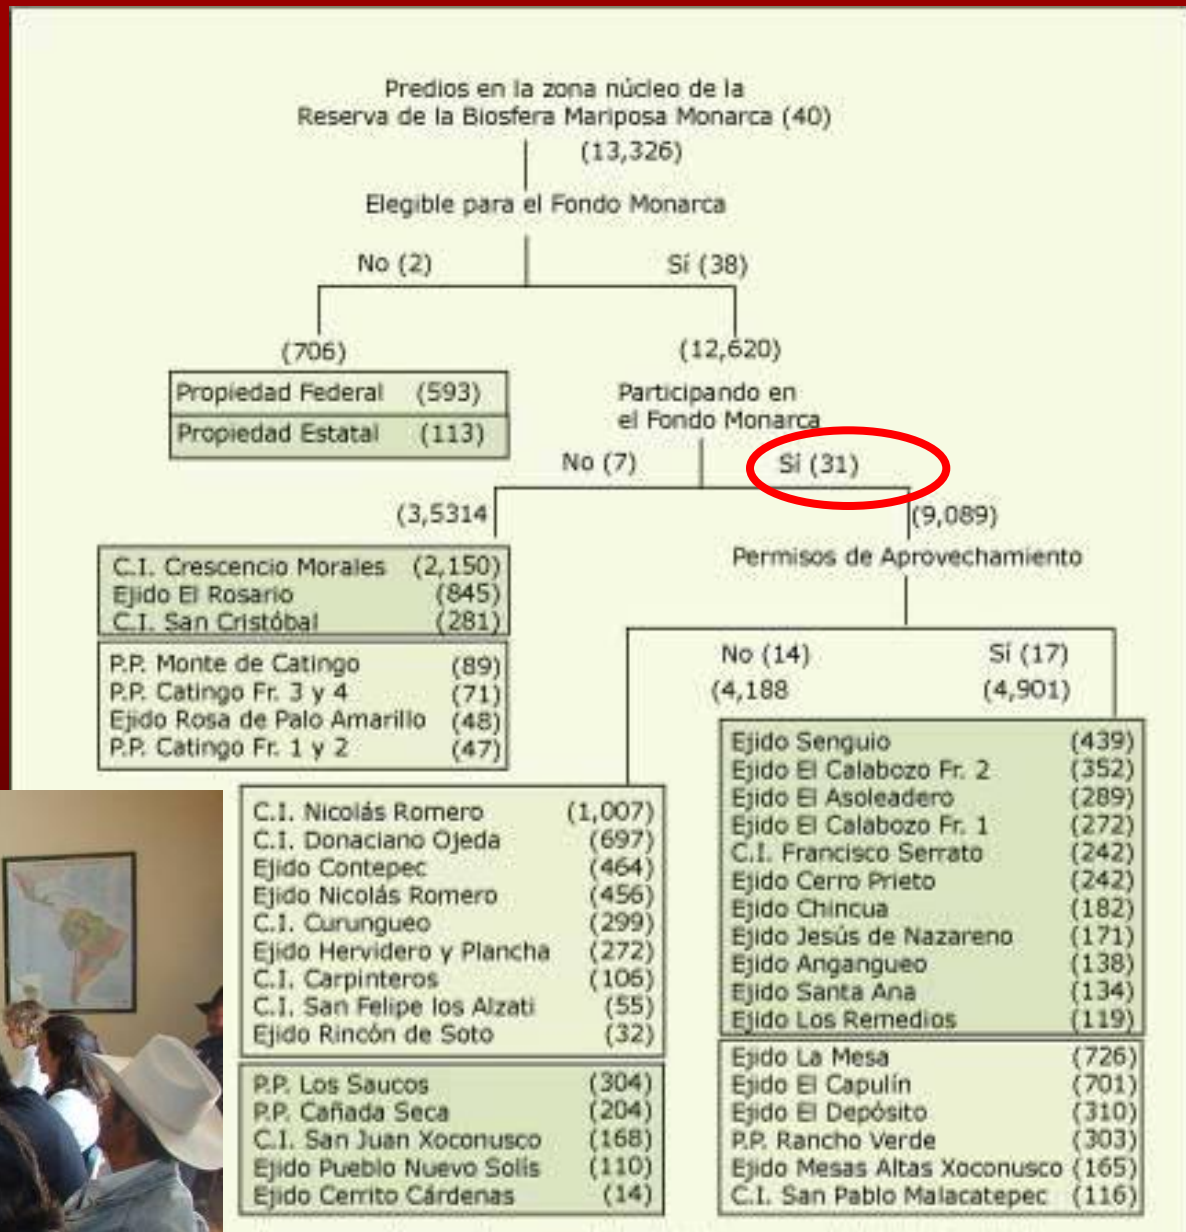 Predios en la zona núcleo de la
Reserva de la Biosfera Mariposa Monarca (40)
(13,326)
Elegible para el Fondo Monarca
No (2)
Sí (38)
(706)
(12,620)
Propiedad Federal (593)
Propiedad Estatal (113)
Participando en
el Fondo Monarca
No (7)
Sí (31)
(3,5314
(9,089)
C.I. Crescencio Morales (2,150)
Ejido El Rosario (845)
C.I. San Cristóbal (281)
P.P. Monte de Catingo (89)
P.P. Catingo Fr. 3 y 4 (71)
Ejido Rosa de Palo Amarillo (48)
P.P. Catingo Fr. 1 y 2 (47)
Permisos de Aprovechamiento
No (14)
Sí (17)
(4,188
(4,901)
C.I. Nicolás Romero (1,007)
C.I. Donaciano Ojeda (697)
Ejido Contepec (464)
Ejido Nicolás Romero (456)
C.I. Curungueo (299)
Ejido Hervidero y Plancha (272)
C.I. Carpinteros (106)
C.I. San Felipe los Alzati (55)
Ejido Rincón de Soto (32)
P.P. Los Saucos (304)
P.P. Cañada Seca (204)
C.I. San Juan Xoconusco (168)
Ejido Pueblo Nuevo Solís (110)
Ejido Cerrito Cárdenas (14)
Ejido Senguio (439)
Ejido El Calabozo Fr. 2 (352)
Ejido El Asoleadero (289)
Ejido El Calabozo Fr. 1 (272)
C.I. Francisco Serrato (242)
Ejido Cerro Prieto (242)
Ejido Chincua (182)
Ejido Jesús de Nazareno (171)
Ejido Angangueo (138)
Ejido Santa Ana (134)
Ejido Los Remedios (119)
Ejido La Mesa (726)
Ejido El Capulín (701)
Ejido El Depósito (310)
P.P. Rancho Verde (303)
Ejido Mesas Altas Xoconusco (165)
C.I. San Pablo Malacatepec (116)